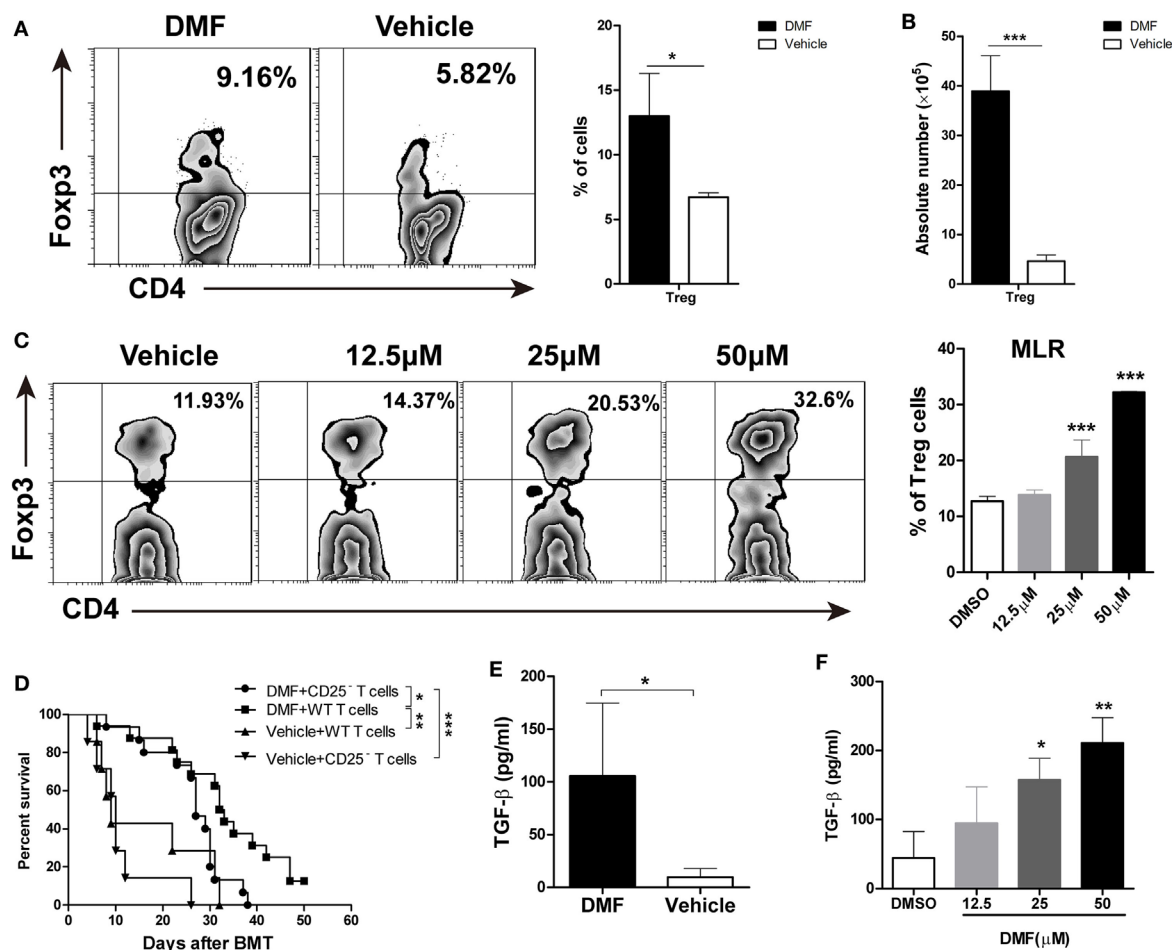 A
DMF
Vehicle
9.16%
5.82%
Foxp3
CD4
% of cells
20
15
10
5
0
Treg
*
DMF
Vehicle
B
Absolute number (×10⁵)
50
40
30
20
10
0
Treg
***
DMF
Vehicle
C
Vehicle
12.5μM
25μM
50μM
11.93%
14.37%
20.53%
32.6%
Foxp3
CD4
MLR
% of Treg cells
40
30
20
10
0
***
***
DMSO
12.5μM
25μM
50μM
D
DMF+CD25⁻ T cells
DMF+WT T cells
Vehicle+WT T cells
Vehicle+CD25⁻ T cells
*
**
***
Percent survival
100
80
60
40
20
0
0 10 20 30 40 50 60
Days after BMT
E
TGF-β (pg/ml)
200
150
100
50
0
*
DMF
Vehicle
F
TGF-β (pg/ml)
300
200
100
0
*
**
DMSO
12.5
25
50
DMF(μM)